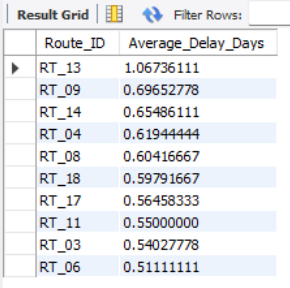 Result Grid Filter Rows:
Route_ID Average_Delay_Days
RT_13 1.06736111
RT_09 0.69652778
RT_14 0.65486111
RT_04 0.61944444
RT_08 0.60416667
RT_18 0.59791667
RT_17 0.56458333
RT_11 0.55000000
RT_03 0.54027778
RT_06 0.51111111